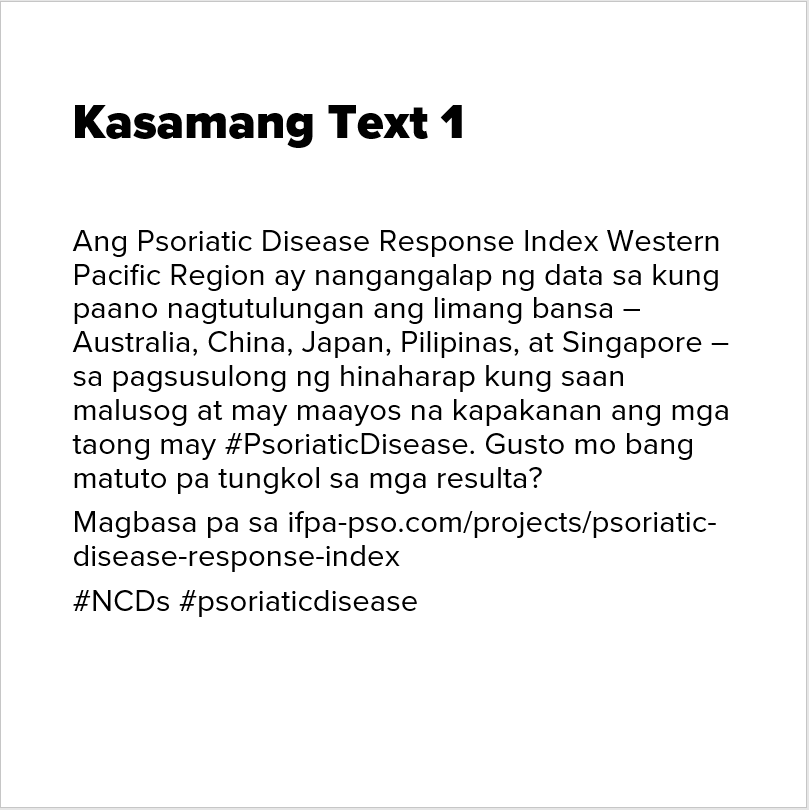 Kasamang Text 1
Ang Psoriatic Disease Response Index Western
Pacific Region ay nangangalap ng data sa kung
paano nagtutulungan ang limang bansa –
Australia, China, Japan, Pilipinas, at Singapore –
sa pagsusulong ng hinaharap kung saan
malusog at may maayos na kapakanan ang mga
taong may #PsoriaticDisease. Gusto mo bang
matuto pa tungkol sa mga resulta?
Magbasa pa sa ifpa-pso.com/projects/psoriatic-
disease-response-index
#NCDs #psoriaticdisease